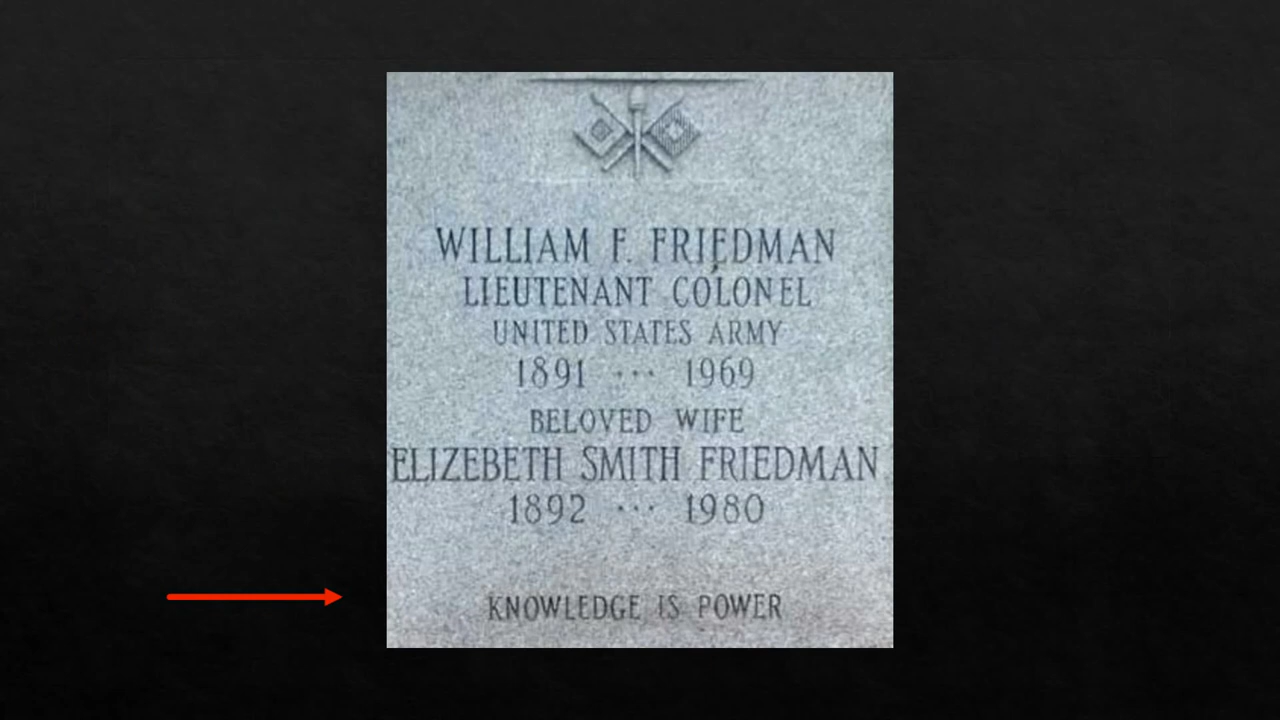 WILLIAM F. FRIEDMAN
LIEUTENANT COLONEL
UNITED STATES ARMY
1891 ··· 1969
BELOVED WIFE
ELIZEBETH SMITH FRIEDMAN
1892 ··· 1980
KNOWLEDGE IS POWER